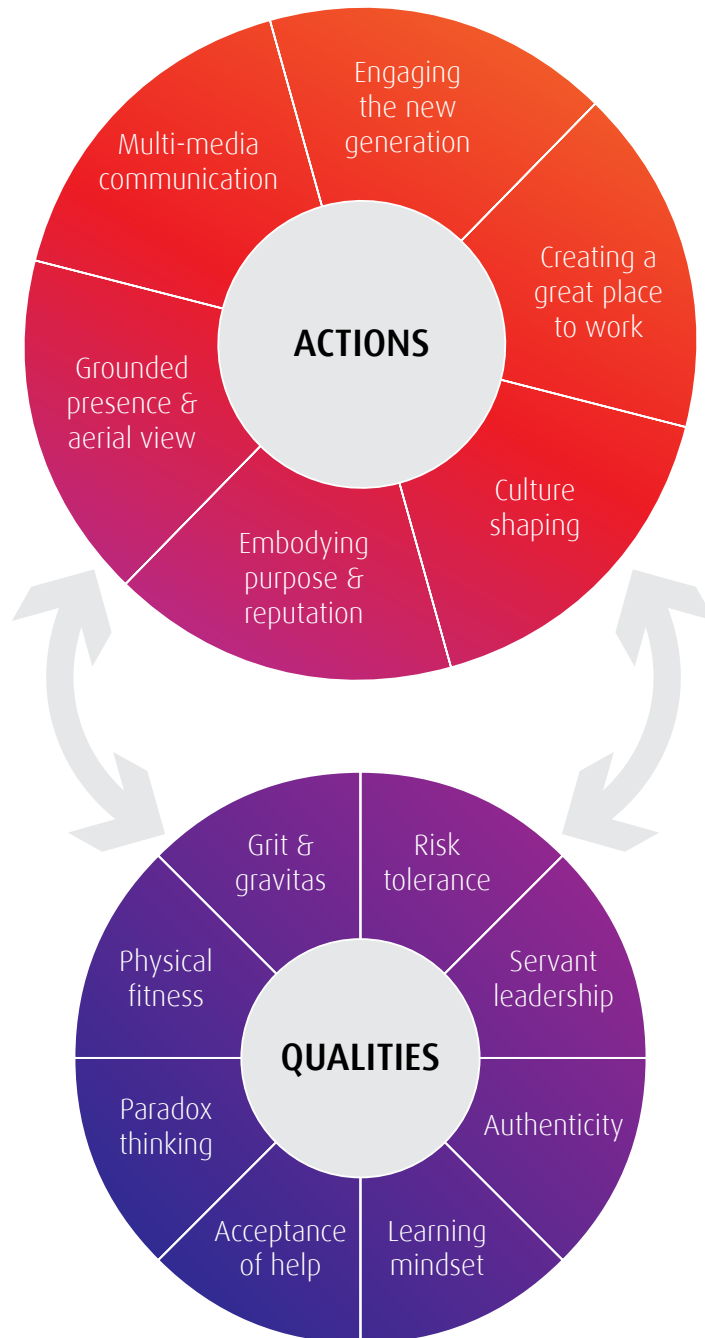 Engaging
the new
generation
Multi-media
communication
Creating a
great place
to work
ACTIONS
Grounded
presence &
aerial view
Culture
shaping
Embodying
purpose &
reputation
Grit &
gravitas
Risk
tolerance
Physical
fitness
Servant
leadership
QUALITIES
Paradox
thinking
Authenticity
Acceptance
of help
Learning
mindset